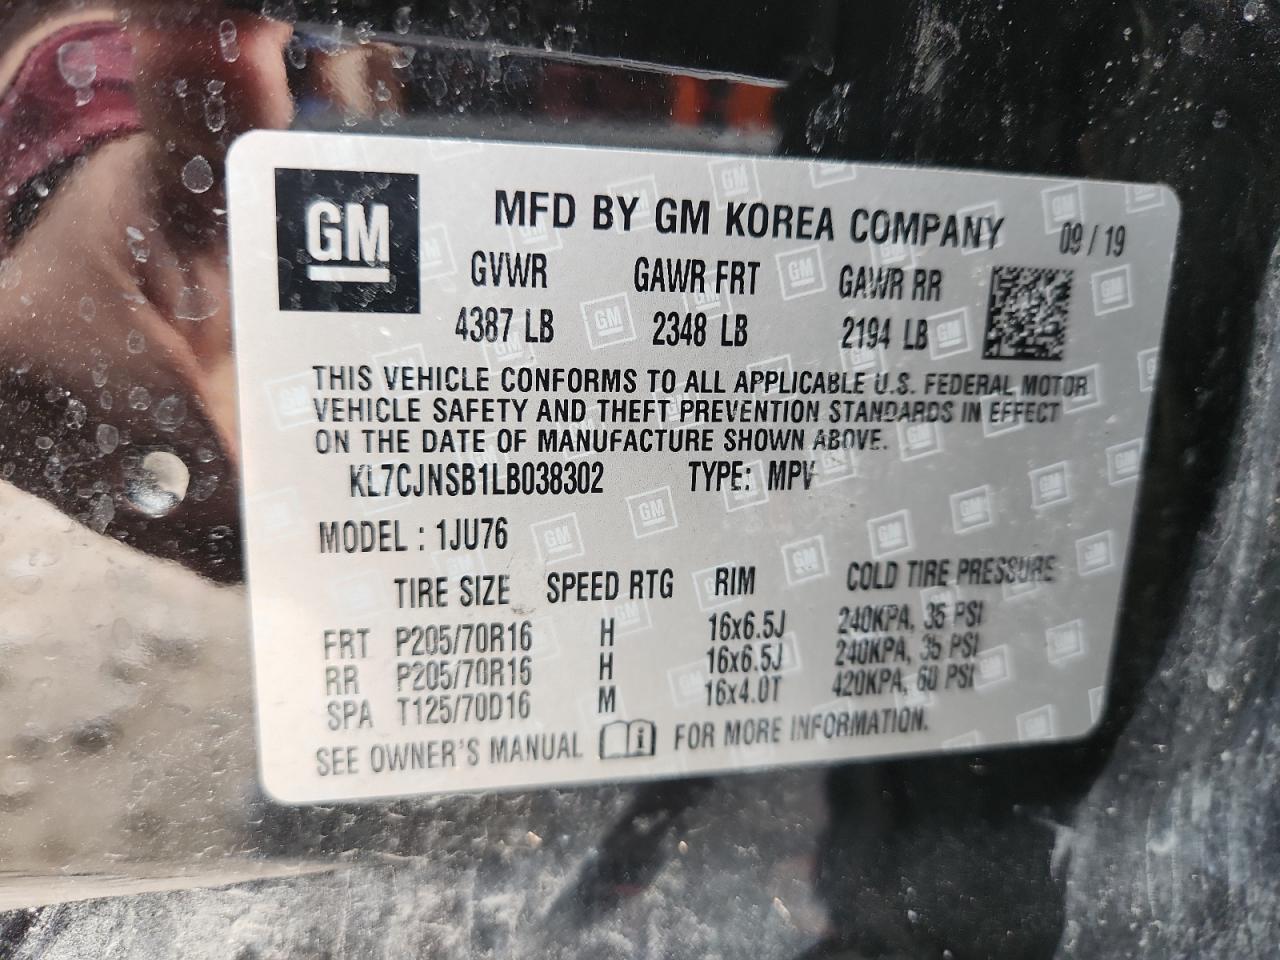 GM
MFD BY GM KOREA COMPANY 09/19
GVWR GAWR FRT GAWR RR
4387 LB 2348 LB 2194 LB
THIS VEHICLE CONFORMS TO ALL APPLICABLE U.S. FEDERAL MOTOR
VEHICLE SAFETY AND THEFT PREVENTION STANDARDS IN EFFECT
ON THE DATE OF MANUFACTURE SHOWN ABOVE.
KL7CJNSB1LB038302 TYPE: MPV
MODEL : 1JU76
TIRE SIZE SPEED RTG RIM COLD TIRE PRESSURE
FRT P205/70R16 H 16x6.5J 240KPA, 35 PSI
RR P205/70R16 H 16x6.5J 240KPA, 35 PSI
SPA T125/70D16 M 16x4.0T 420KPA, 60 PSI
SEE OWNER'S MANUAL i FOR MORE INFORMATION.